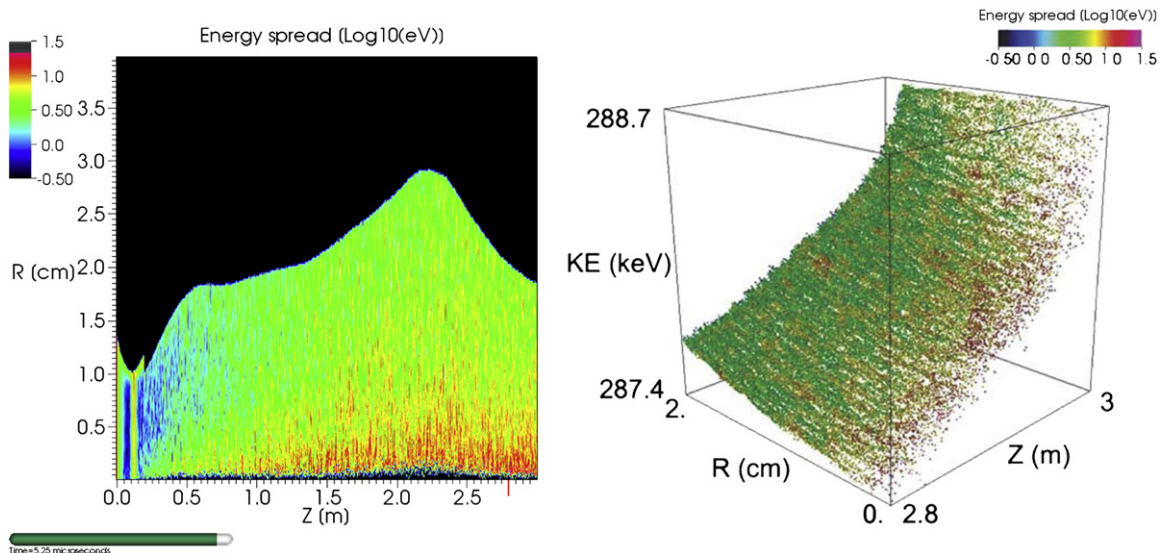 Energy spread [Log10(eV)]
1.5
1.0
0.50
0.0
-0.50
3.5
3.0
2.5
R (cm)
2.0
1.5
1.0
0.5
0.0 0.5 1.0 1.5 2.0 2.5
Z (m)
Time=5.25 microseconds
Energy spread (Log10(eV)]
-0.50 0.0 0.50 1.0 1.5
288.7
KE (keV)
287.4
2.
R (cm)
0.
2.8
Z (m)
3